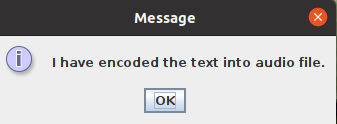 Message
I have encoded the text into audio file.
OK